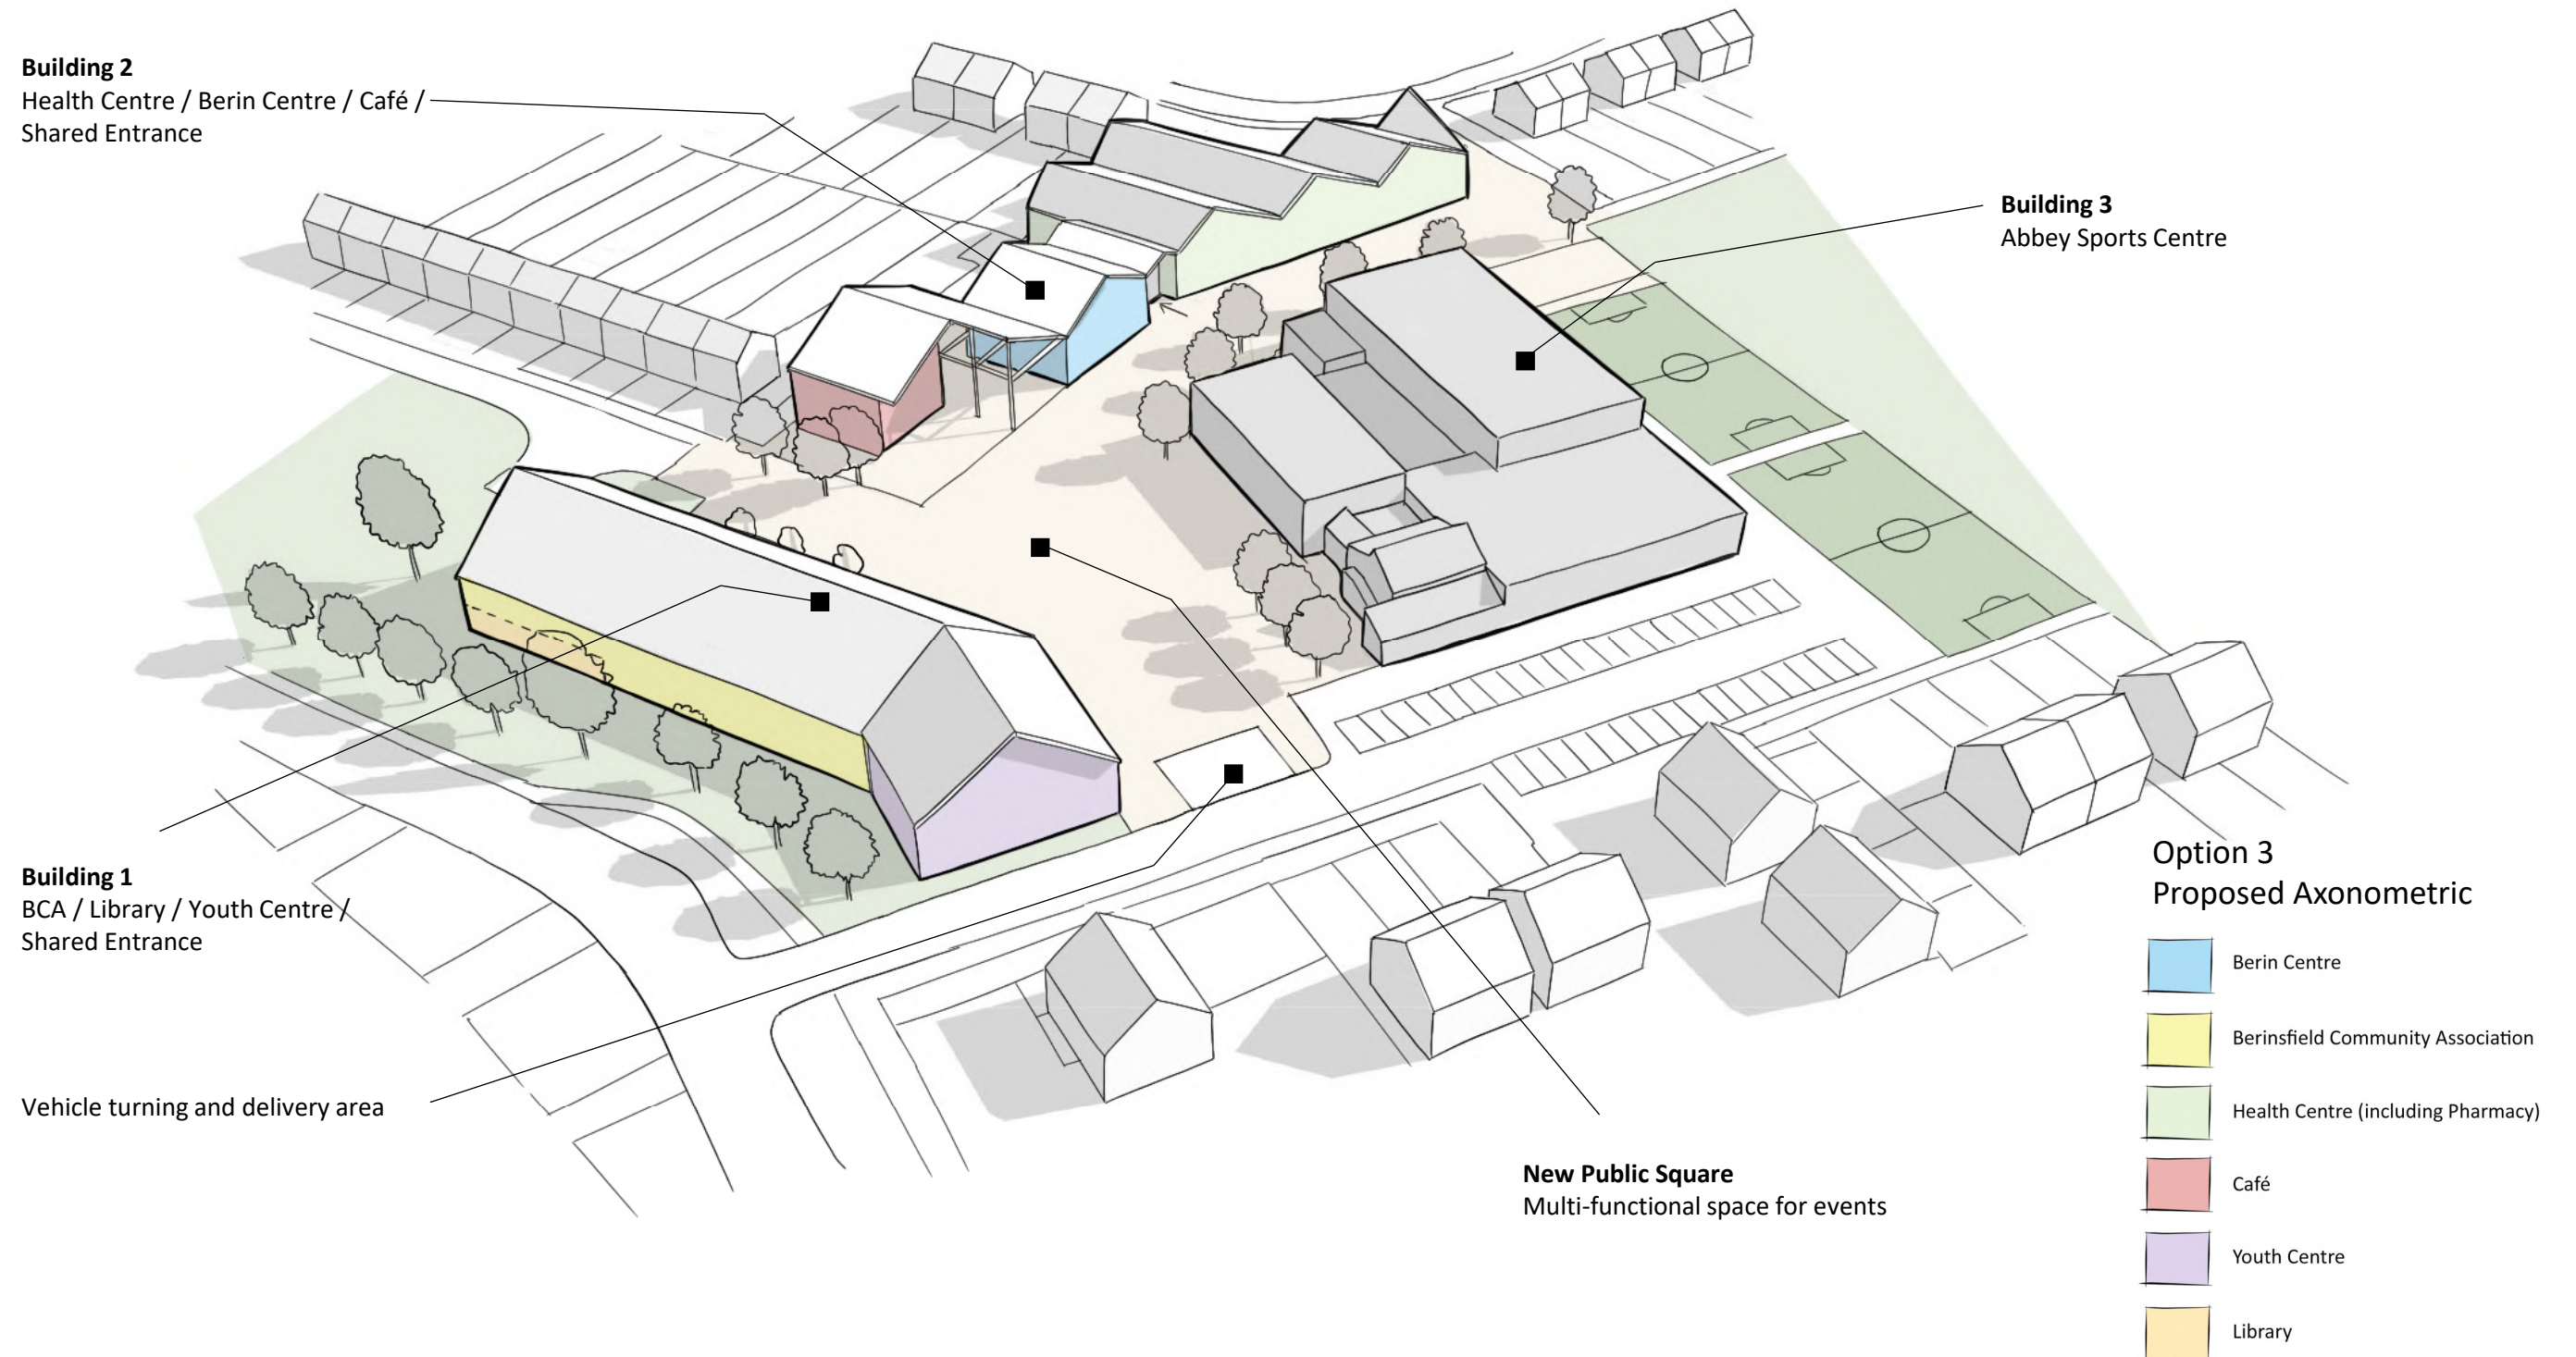 Building 2
Health Centre / Berin Centre / Café /
Shared Entrance
Building 3
Abbey Sports Centre
Building 1
BCA / Library / Youth Centre /
Shared Entrance
Vehicle turning and delivery area
New Public Square
Multi-functional space for events
Option 3
Proposed Axonometric
Berin Centre
Berinsfield Community Association
Health Centre (including Pharmacy)
Café
Youth Centre
Library